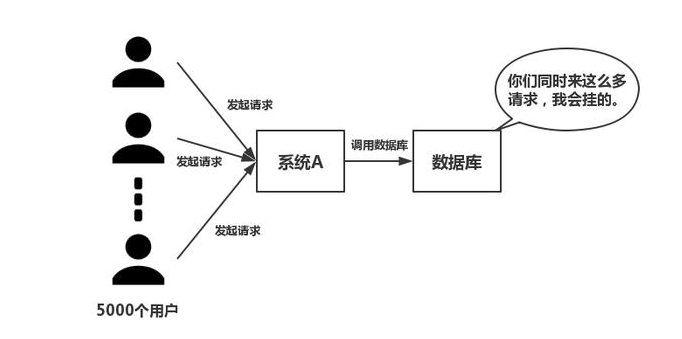 你们同时来这么多
请求，我会挂的。
发起请求
系统A
调用数据库
数据库
发起请求
发起请求
5000个用户